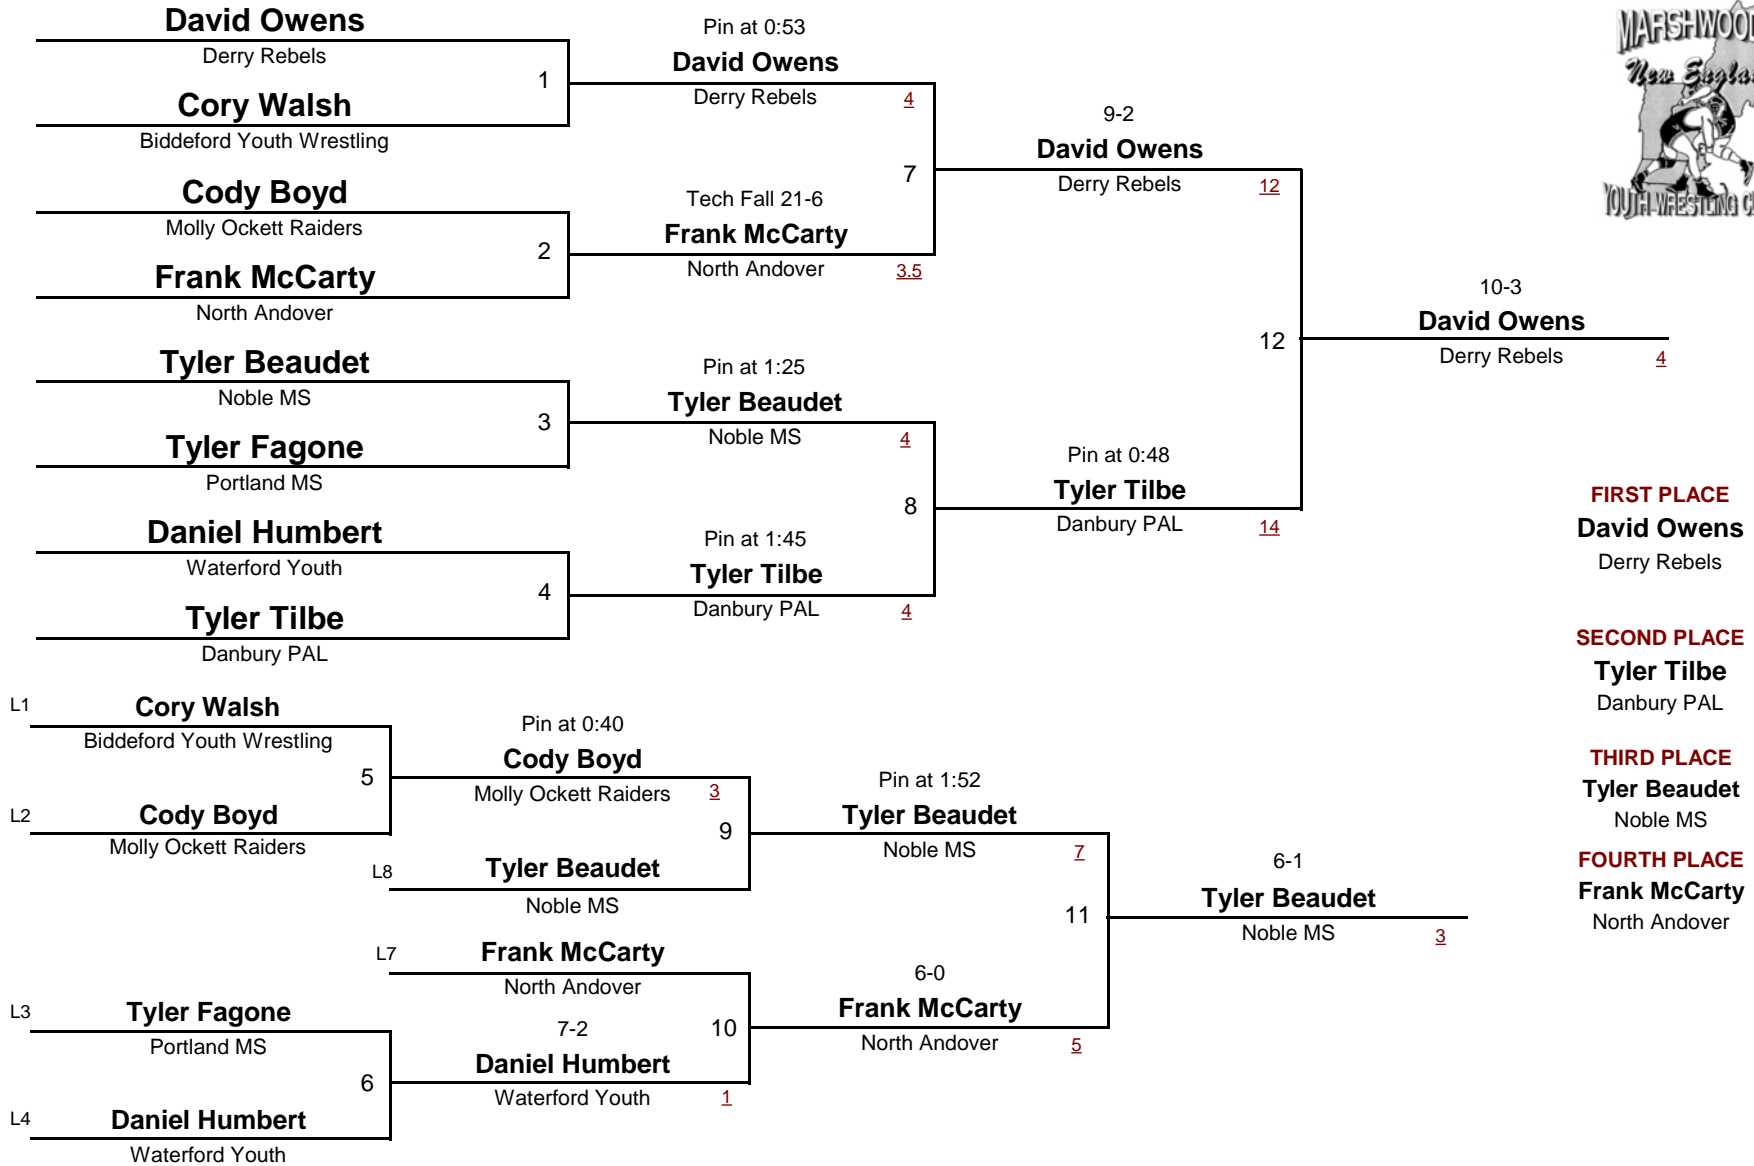 David Owens
Derry Rebels
1
Cory Walsh
Biddeford Youth Wrestling
Cody Boyd
Molly Ockett Raiders
2
Frank McCarty
North Andover
Tyler Beaudet
Noble MS
3
Tyler Fagone
Portland MS
Daniel Humbert
Waterford Youth
4
Tyler Tilbe
Danbury PAL
Pin at 0:53
David Owens
Derry Rebels 4
7
Tech Fall 21-6
Frank McCarty
North Andover 3.5
Pin at 1:25
Tyler Beaudet
Noble MS 4
8
Pin at 1:45
Tyler Tilbe
Danbury PAL 4
9-2
David Owens
Derry Rebels 12
12
Pin at 0:48
Tyler Tilbe
Danbury PAL 14
10-3
David Owens
Derry Rebels 4
MARSHWOOD
New England
YOUTH WRESTLING
FIRST PLACE
David Owens
Derry Rebels
SECOND PLACE
Tyler Tilbe
Danbury PAL
THIRD PLACE
Tyler Beaudet
Noble MS
FOURTH PLACE
Frank McCarty
North Andover
L1 Cory Walsh
Biddeford Youth Wrestling
5
L2 Cody Boyd
Molly Ockett Raiders
Pin at 0:40
Cody Boyd
Molly Ockett Raiders 3
9
L8 Tyler Beaudet
Noble MS
L7 Frank McCarty
North Andover
L3 Tyler Fagone
Portland MS
6
L4 Daniel Humbert
Waterford Youth
7-2 10
Daniel Humbert
Waterford Youth 1
Pin at 1:52
Tyler Beaudet
Noble MS 7
11
6-0
Frank McCarty
North Andover 5
6-1
Tyler Beaudet
Noble MS 3